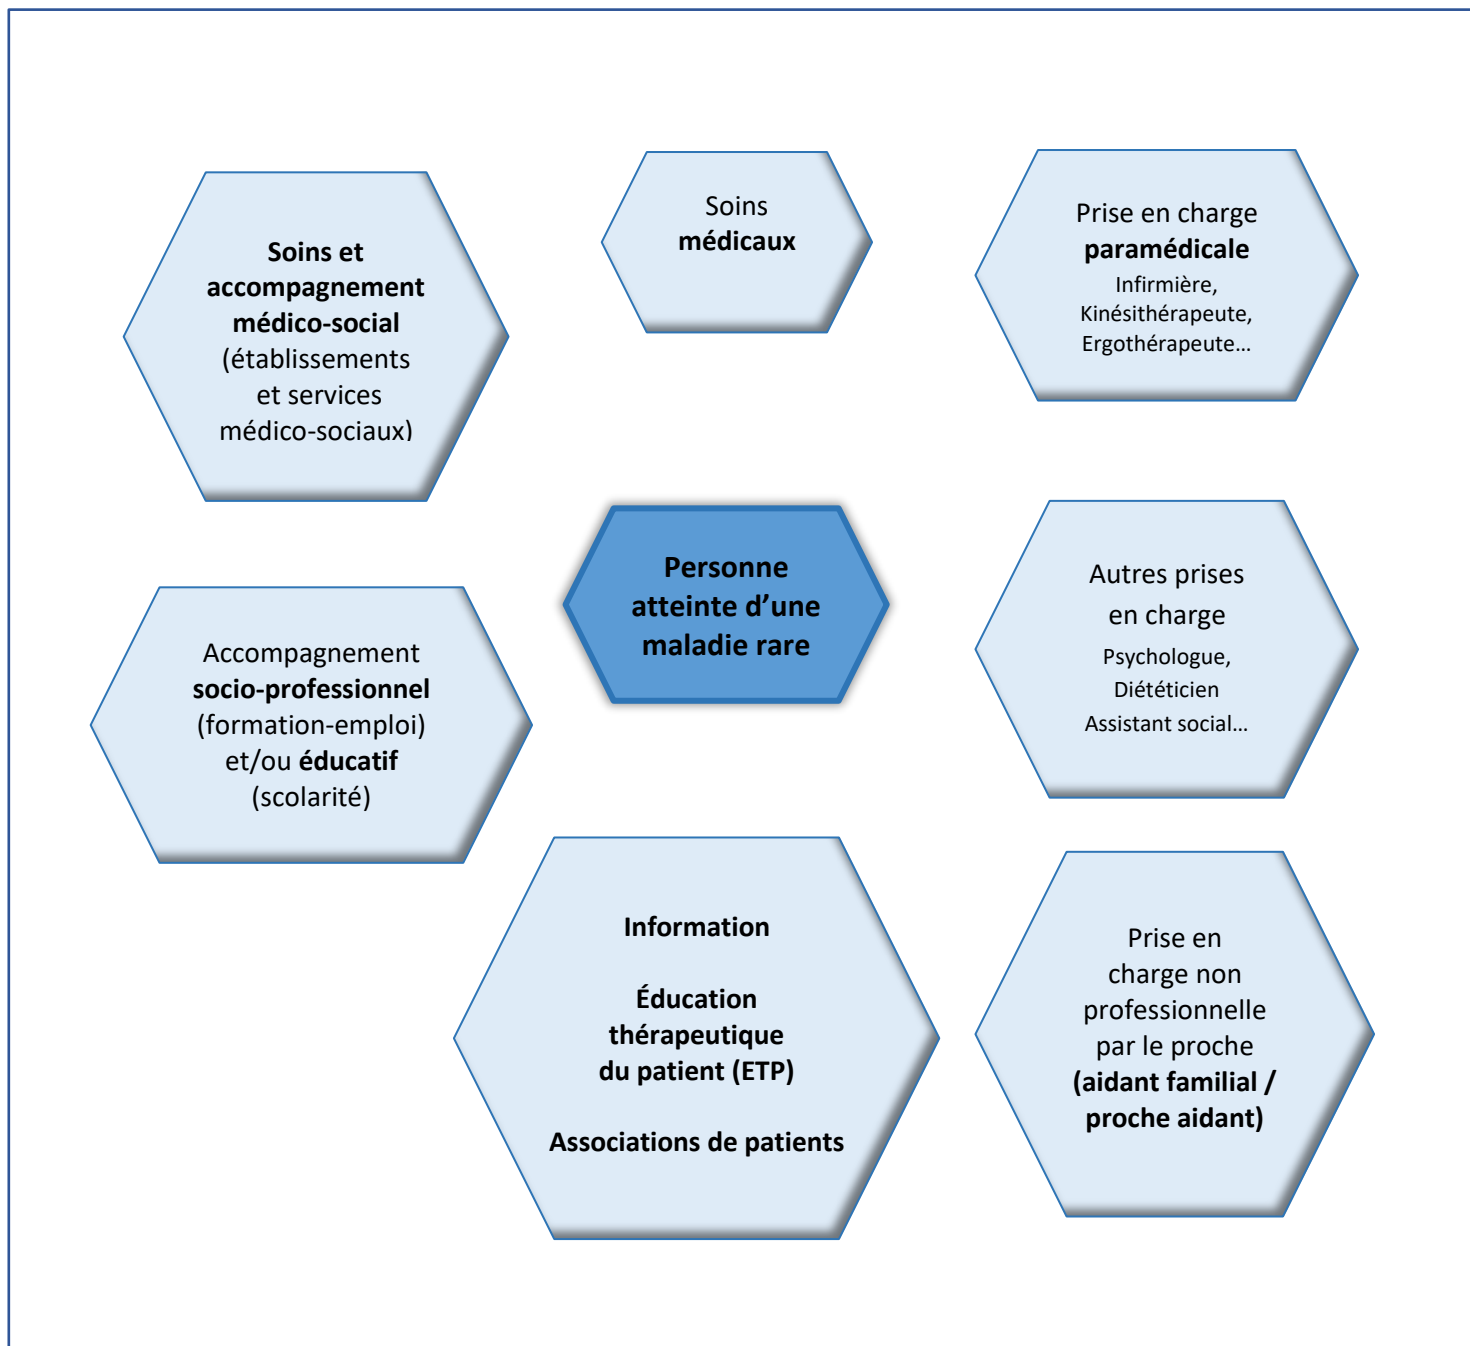 Soins et
accompagnement
médico-social
(établissements
et services
médico-sociaux)
Soins
médicaux
Prise en charge
paramédicale
Infirmière,
Kinésithérapeute,
Ergothérapeute…
Personne
atteinte d’une
maladie rare
Autres prises
en charge
Psychologue,
Diététicien
Assistant social…
Accompagnement
socio-professionnel
(formation-emploi)
et/ou éducatif
(scolarité)
Information
Éducation
thérapeutique
du patient (ETP)
Associations de patients
Prise en
charge non
professionnelle
par le proche
(aidant familial /
proche aidant)